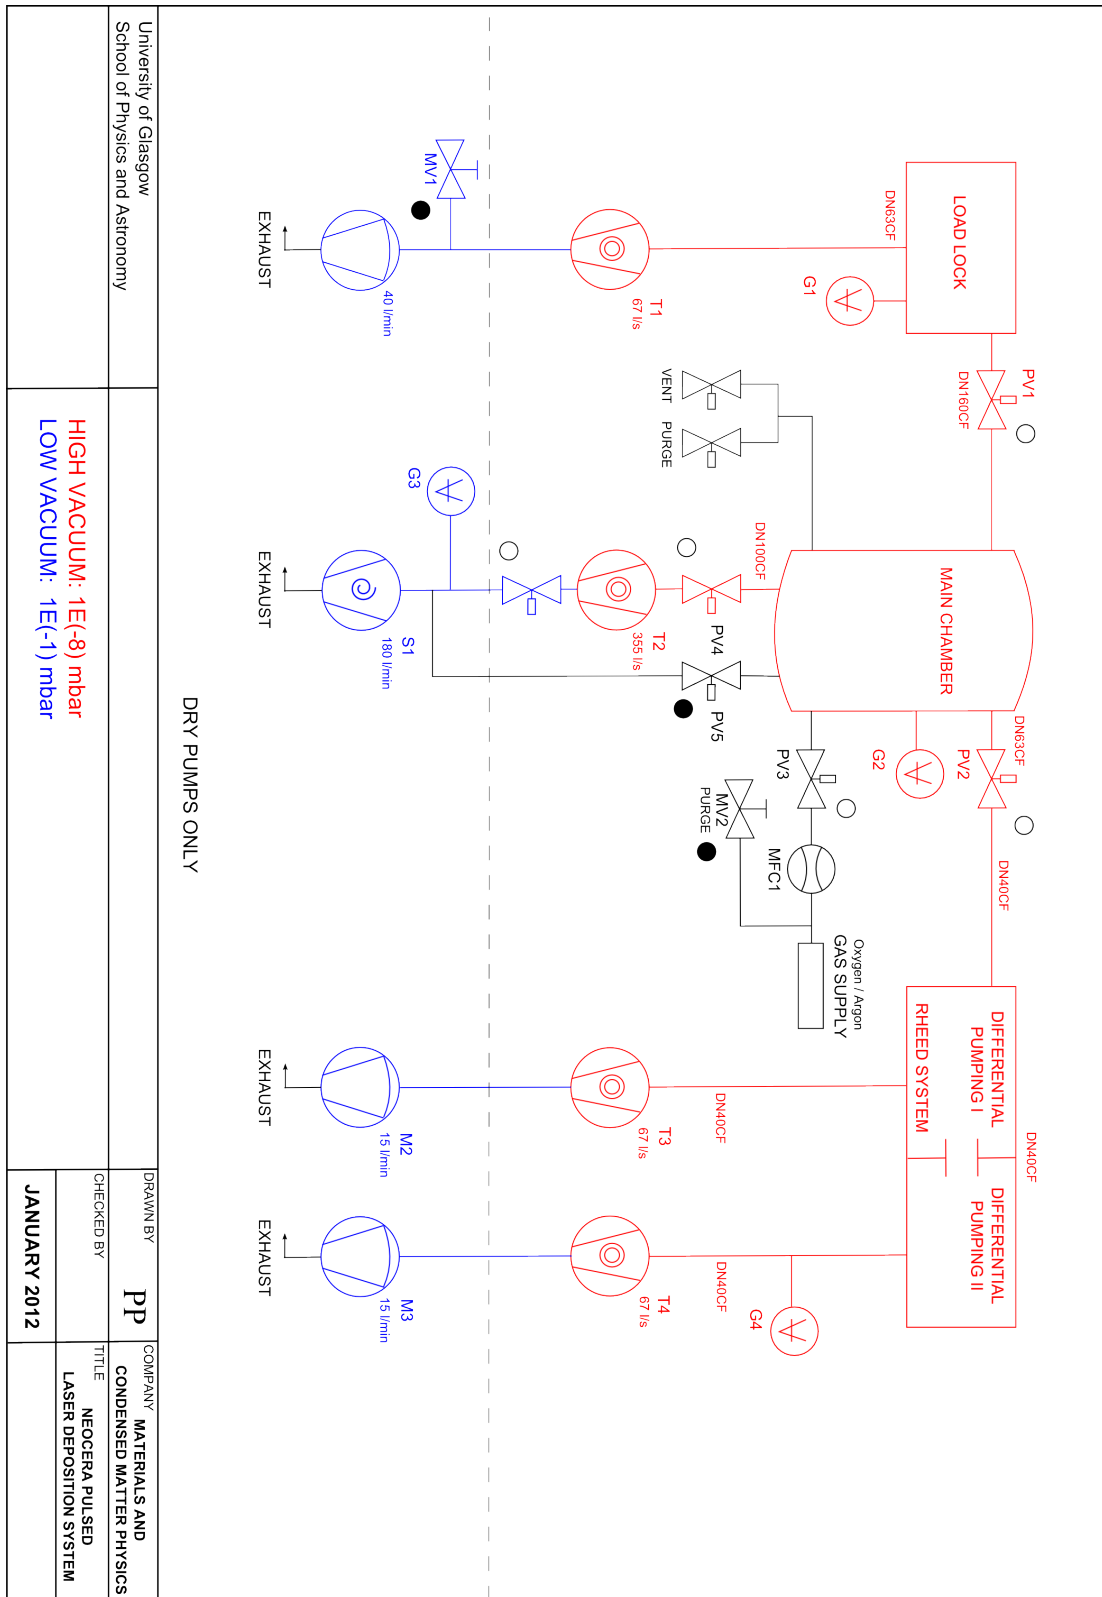 LOAD LOCK
DN63CF
G1
PV1
DN160CF
T1
67 l/s
MV1
40 l/min
EXHAUST
VENT
PURGE
MAIN CHAMBER
DN100CF
PV4
T2
355 l/s
PV5
G3
S1
180 l/min
EXHAUST
DN63CF
PV2
G2
PV3
MV2
PURGE
MFC1
Oxygen / Argon
GAS SUPPLY
DN40CF
DIFFERENTIAL
PUMPING I
RHEED SYSTEM
DN40CF
DIFFERENTIAL
PUMPING II
DN40CF
T3
67 l/s
M2
15 l/min
EXHAUST
DN40CF
G4
T4
67 l/s
M3
15 l/min
EXHAUST
DRY PUMPS ONLY
University of Glasgow
School of Physics and Astronomy
HIGH VACUUM: 1E(-8) mbar
LOW VACUUM: 1E(-1) mbar
DRAWN BY
PP
CHECKED BY
JANUARY 2012
COMPANY
MATERIALS AND
CONDENSED MATTER PHYSICS
TITLE
NEOCERA PULSED
LASER DEPOSITION SYSTEM